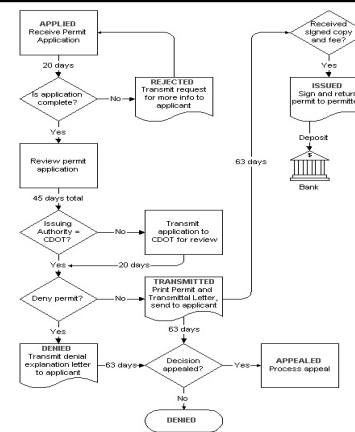 APPLIED
Receive Permit
Application
20 days
Is application
complete?
No
REJECTED
Transmit request
for more info to
applicant
Yes
Review permit
application
45 days total
Issuing
Authority =
CDOT?
No
Transmit
application to
CDOT for review
Yes
20 days
Deny permit?
No
TRANSMITTED
Print Permit and
Transmittal Letter,
send to applicant
63 days
Received
signed copy
and fee?
Yes
ISSUED
Sign and return
permit to permittee
Deposit
$
Bank
Yes
63 days
DENIED
Transmit denial
explanation letter
to applicant
63 days
Decision
appealed?
Yes
APPEALED
Process appeal
No
DENIED